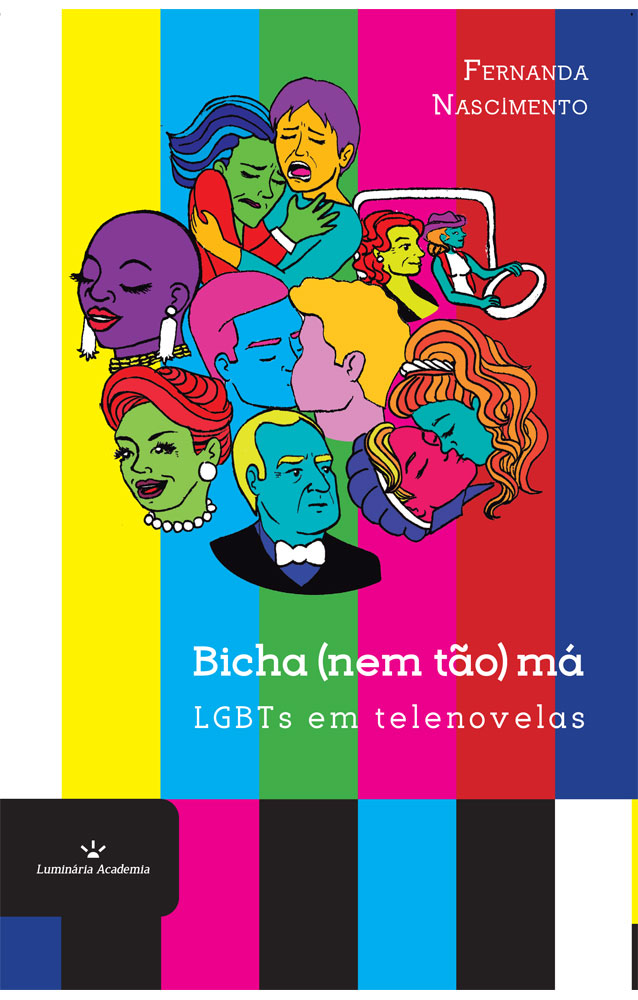 FERNANDA
NASCIMENTO
Bicha (nem tão) má
LGBTs em telenovelas
Luminária Academia